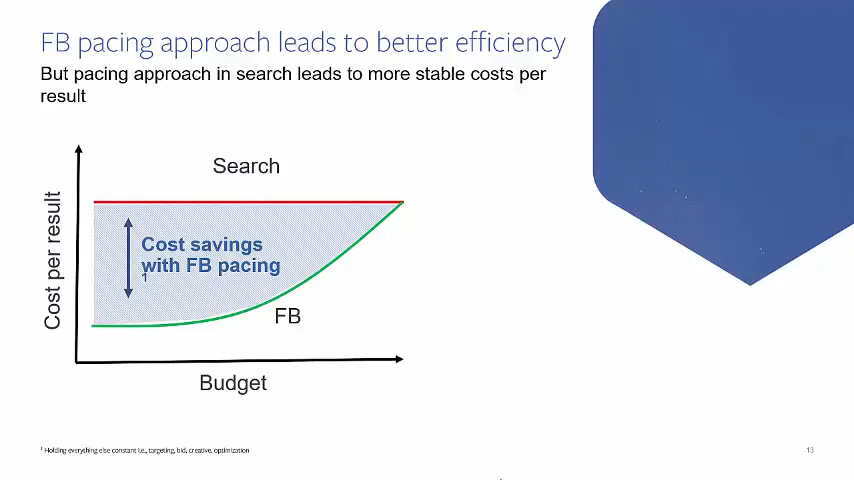 FB pacing approach leads to better efficiency
But pacing approach in search leads to more stable costs per
result
Search
Cost per result
Cost savings
with FB pacing
1
FB
Budget
1 Holding everything else constant i.e., targeting, bid, creative, optimization
13